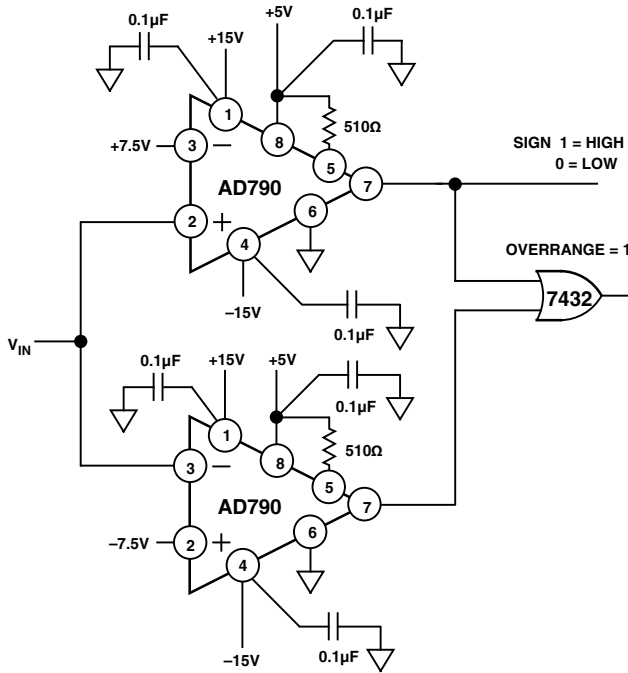 0.1µF
+15V
+5V
0.1µF
1
8
510Ω
+7.5V
3
–
5
AD790
7
SIGN 1 = HIGH
0 = LOW
2
+
6
4
–15V
0.1µF
OVERRANGE = 1
7432
V_IN
0.1µF
+15V
+5V
0.1µF
1
8
510Ω
3
–
5
AD790
7
–7.5V
2
+
6
4
–15V
0.1µF